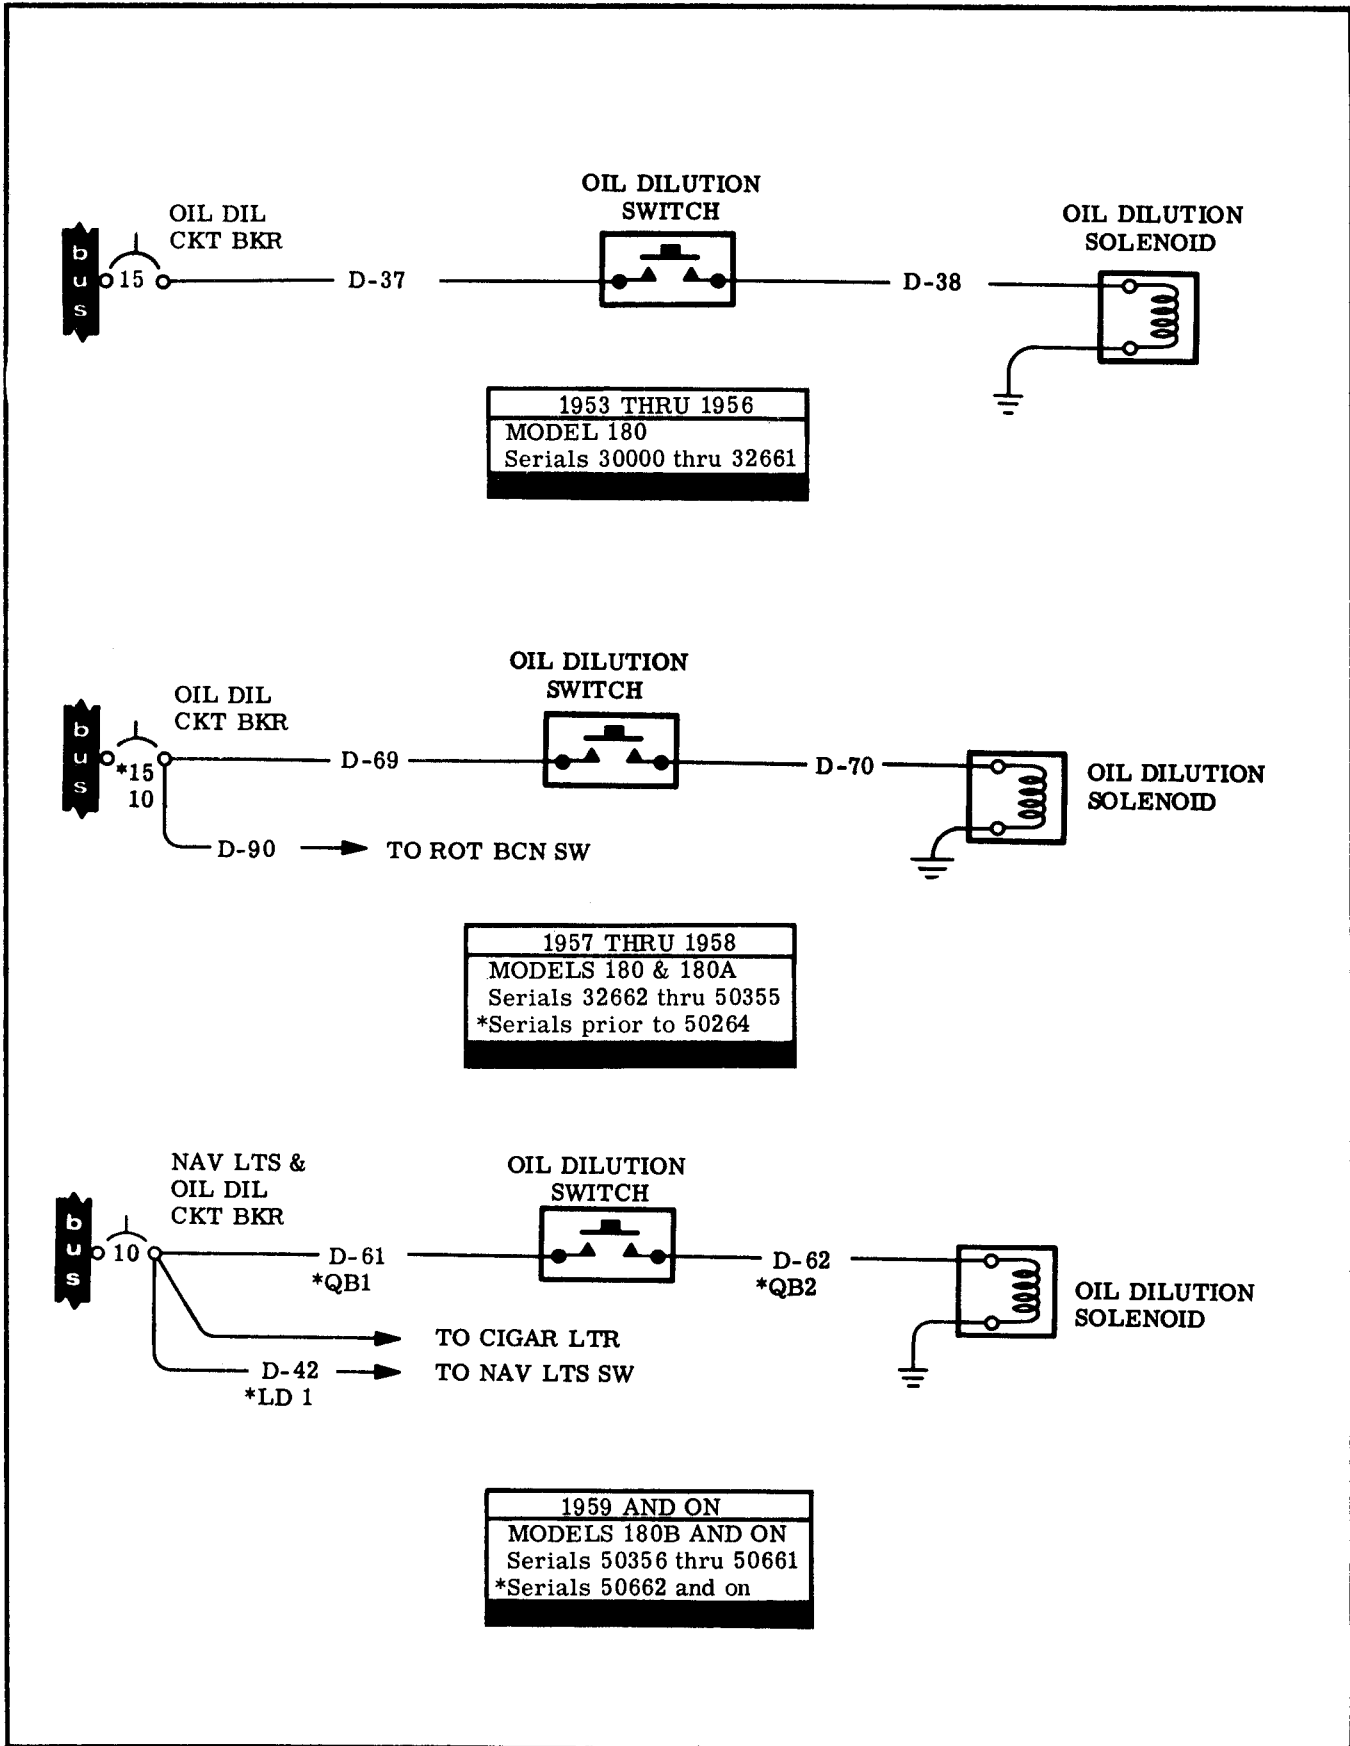 OIL DILUTION
SWITCH
OIL DIL
CKT BKR
OIL DILUTION
SOLENOID
bus
15
D-37
D-38
1953 THRU 1956
MODEL 180
Serials 30000 thru 32661
OIL DILUTION
SWITCH
OIL DIL
CKT BKR
bus
*15
10
D-69
D-70
OIL DILUTION
SOLENOID
D-90
TO ROT BCN SW
1957 THRU 1958
MODELS 180 & 180A
Serials 32662 thru 50355
*Serials prior to 50264
NAV LTS &
OIL DIL
CKT BKR
OIL DILUTION
SWITCH
bus
10
D-61
*QB1
D-62
*QB2
OIL DILUTION
SOLENOID
TO CIGAR LTR
D-42
*LD 1
TO NAV LTS SW
1959 AND ON
MODELS 180B AND ON
Serials 50356 thru 50661
*Serials 50662 and on